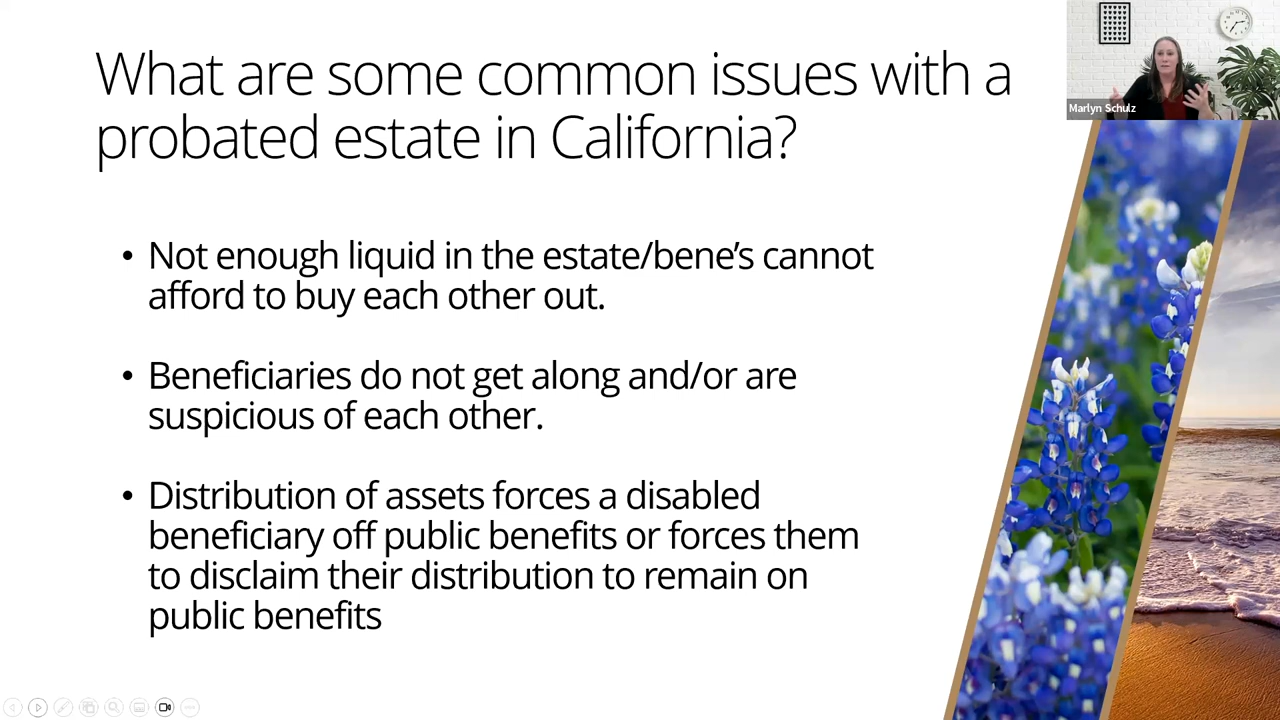 What are some common issues with a
probated estate in California?
Marlyn Schulz
• Not enough liquid in the estate/bene’s cannot
afford to buy each other out.
• Beneficiaries do not get along and/or are
suspicious of each other.
• Distribution of assets forces a disabled
beneficiary off public benefits or forces them
to disclaim their distribution to remain on
public benefits